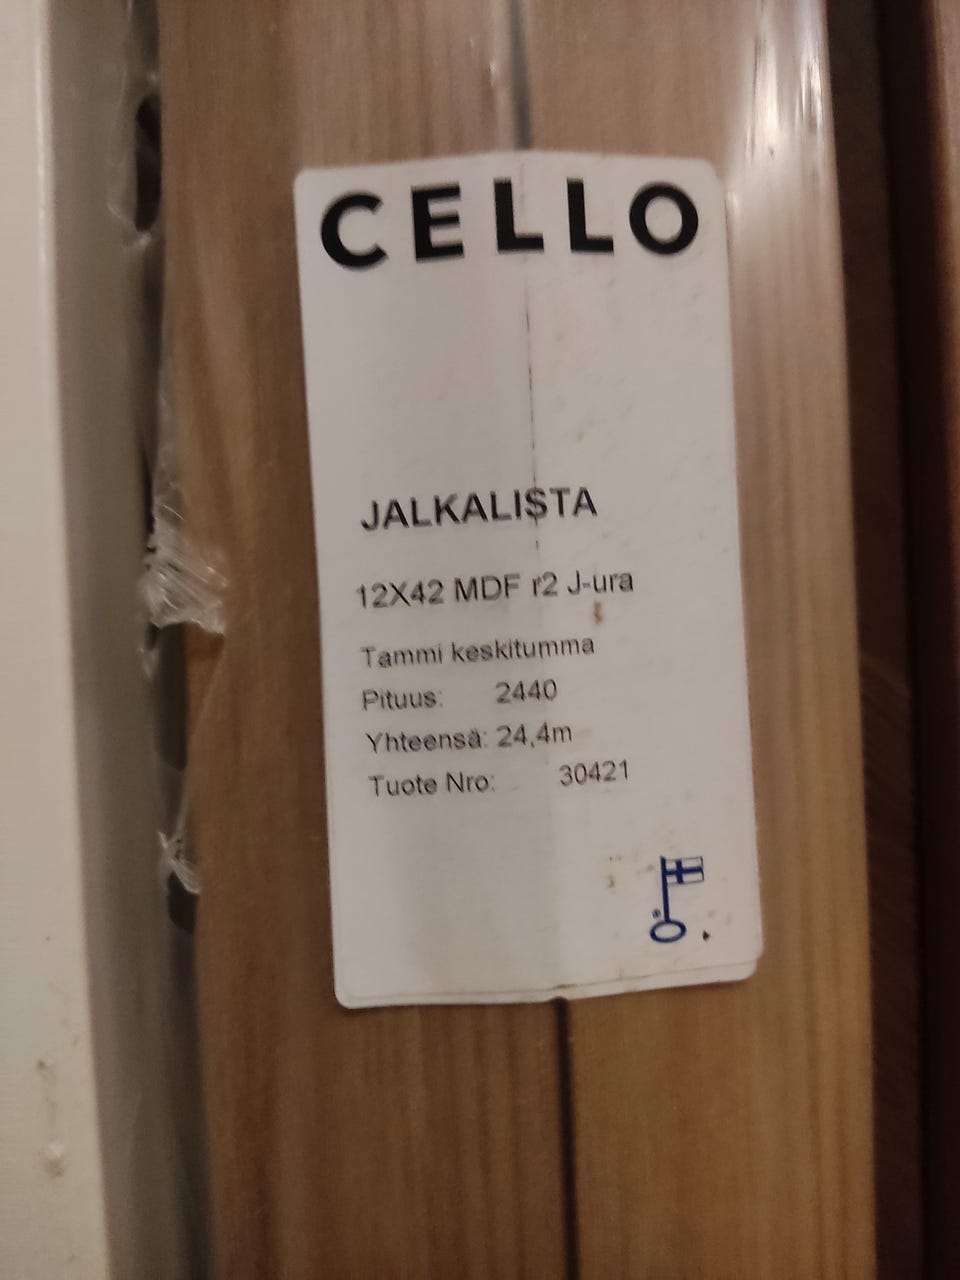 CELLO
JALKALISTA
12X42 MDF r2 J-ura
Tammi keskitumma
Pituus: 2440
Yhteensä: 24,4m
Tuote Nro: 30421